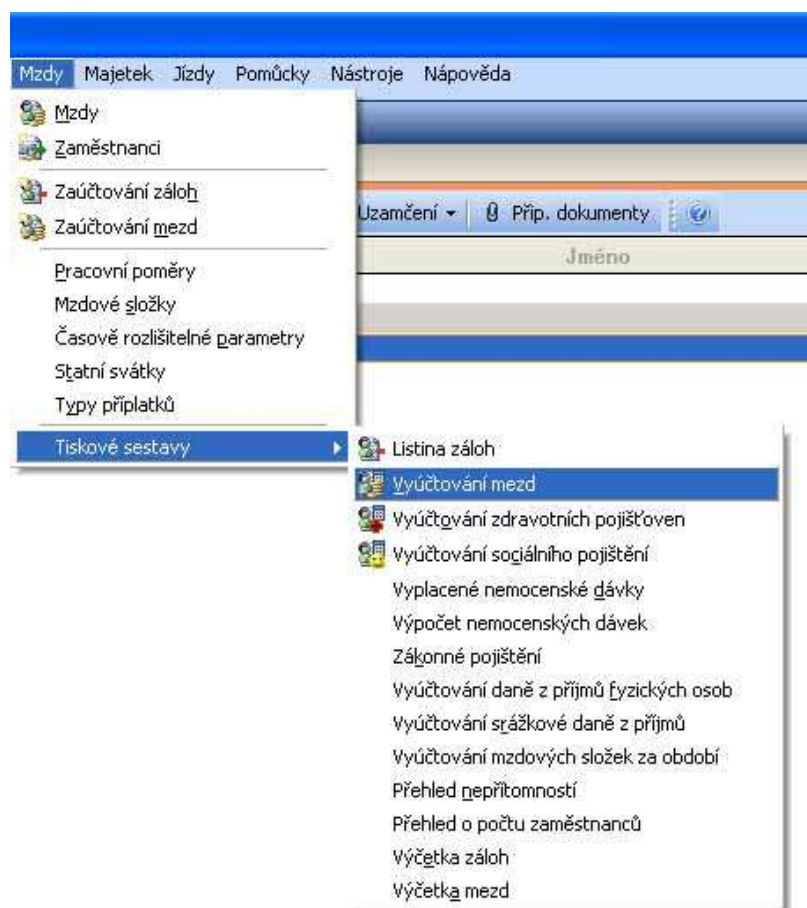 Mzdy Majetek Jízdy Pomůcky Nástroje Nápověda
Mzdy
Zaměstnanci
Zaúčtování záloh
Zaúčtování mezd
Uzamčení Přip. dokumenty
Jméno
Pracovní poměry
Mzdové složky
Časově rozlišitelné parametry
Statní svátky
Typy příplatků
Tiskové sestavy
Listina záloh
Vyúčtování mezd
Vyúčtování zdravotních pojišťoven
Vyúčtování sociálního pojištění
Vyplacené nemocenské dávky
Výpočet nemocenských dávek
Zákonné pojištění
Vyúčtování daně z příjmů fyzických osob
Vyúčtování srážkové daně z příjmů
Vyúčtování mzdových složek za období
Přehled nepřítomností
Přehled o počtu zaměstnanců
Výčetka záloh
Výčetka mezd